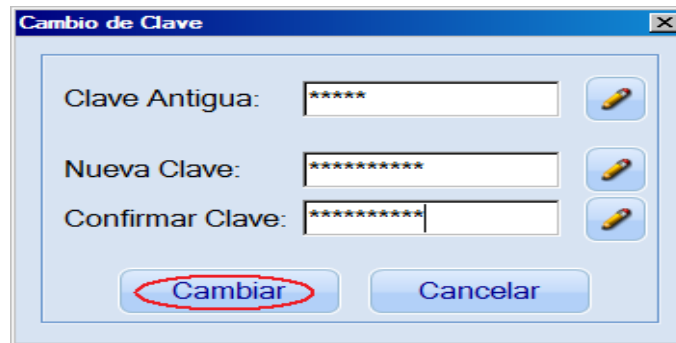 Cambio de Clave
Clave Antigua: *****
Nueva Clave: **********
Confirmar Clave: **********
Cambiar Cancelar